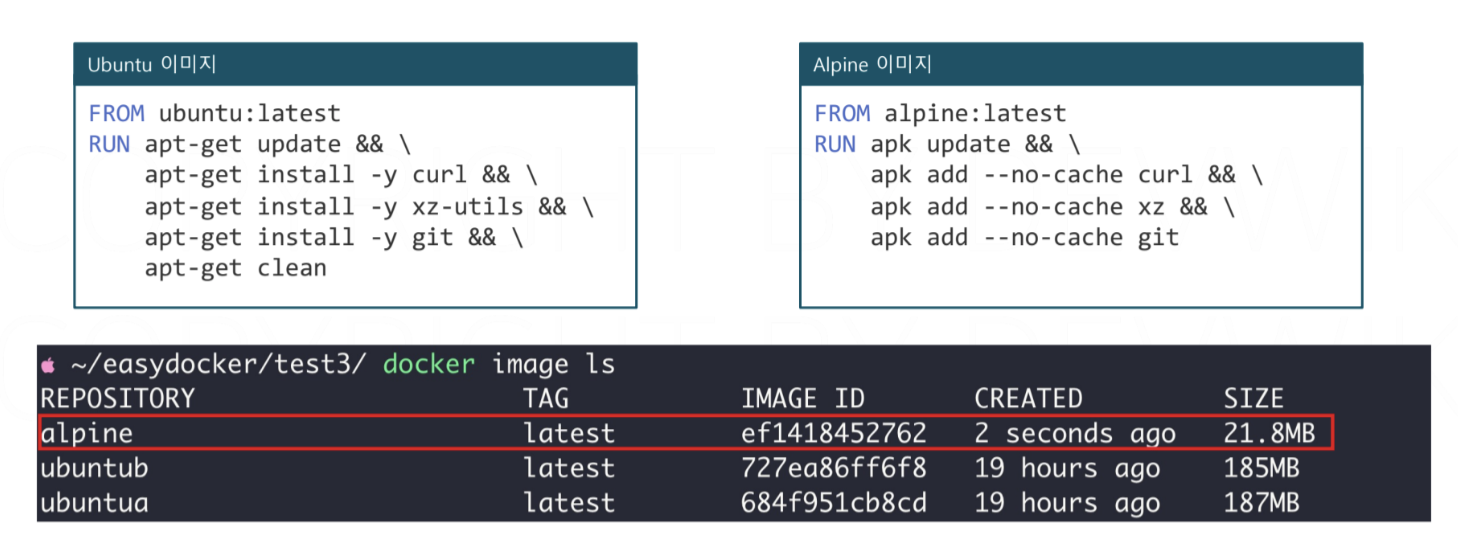 Ubuntu 이미지
FROM ubuntu:latest
RUN apt-get update && \
apt-get install -y curl && \
apt-get install -y xz-utils && \
apt-get install -y git && \
apt-get clean
Alpine 이미지
FROM alpine:latest
RUN apk update && \
apk add --no-cache curl && \
apk add --no-cache xz && \
apk add --no-cache git
~/easydocker/test3/ docker image ls
REPOSITORY TAG IMAGE ID CREATED SIZE
alpine latest ef1418452762 2 seconds ago 21.8MB
ubuntub latest 727ea86ff6f8 19 hours ago 185MB
ubuntua latest 684f951cb8cd 19 hours ago 187MB